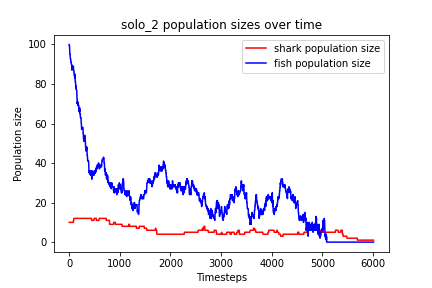 solo_2 population sizes over time
shark population size
fish population size
Population size
100
80
60
40
20
0
0 1000 2000 3000 4000 5000 6000
Timesteps